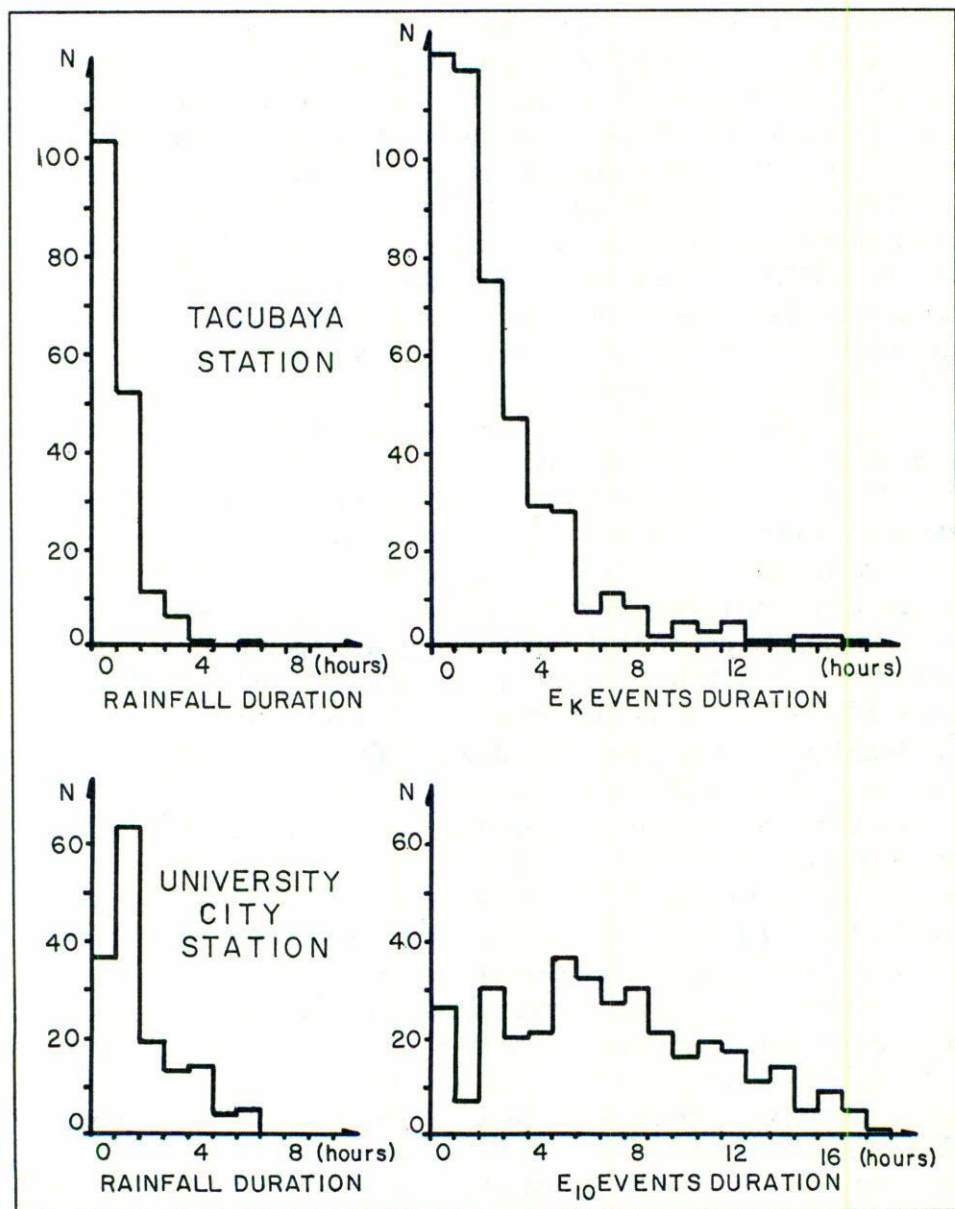 N
100
80
60
40
20
0
0 4 8 (hours)
RAINFALL DURATION
TACUBAYA
STATION
N
100
80
60
40
20
0
0 4 8 12 (hours)
E_K EVENTS DURATION
N
60
40
20
0
0 4 8 (hours)
RAINFALL DURATION
UNIVERSITY
CITY
STATION
N
60
40
20
0
0 4 8 12 16 (hours)
E_10 EVENTS DURATION